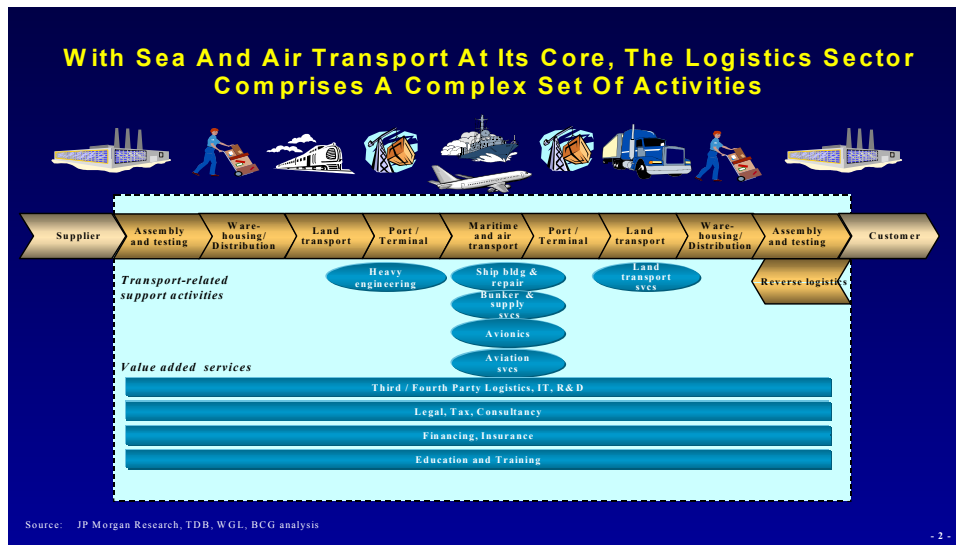 With Sea And Air Transport At Its Core, The Logistics Sector
Comprises A Complex Set Of Activities
Supplier
Assembly
and testing
Ware-
housing/
Distribution
Land
transport
Port /
Terminal
Maritime
and air
transport
Port /
Terminal
Land
transport
Ware-
housing/
Distribution
Assembly
and testing
Customer
Transport-related
support activities
Heavy
engineering
Ship bldg &
repair
Land
transport
svcs
Reverse logistics
Bunker &
supply
svcs
Avionics
Aviation
svcs
Value added services
Third / Fourth Party Logistics, IT, R&D
Legal, Tax, Consultancy
Financing, Insurance
Education and Training
Source: JP Morgan Research, TDB, WGL, BCG analysis
- 2 -